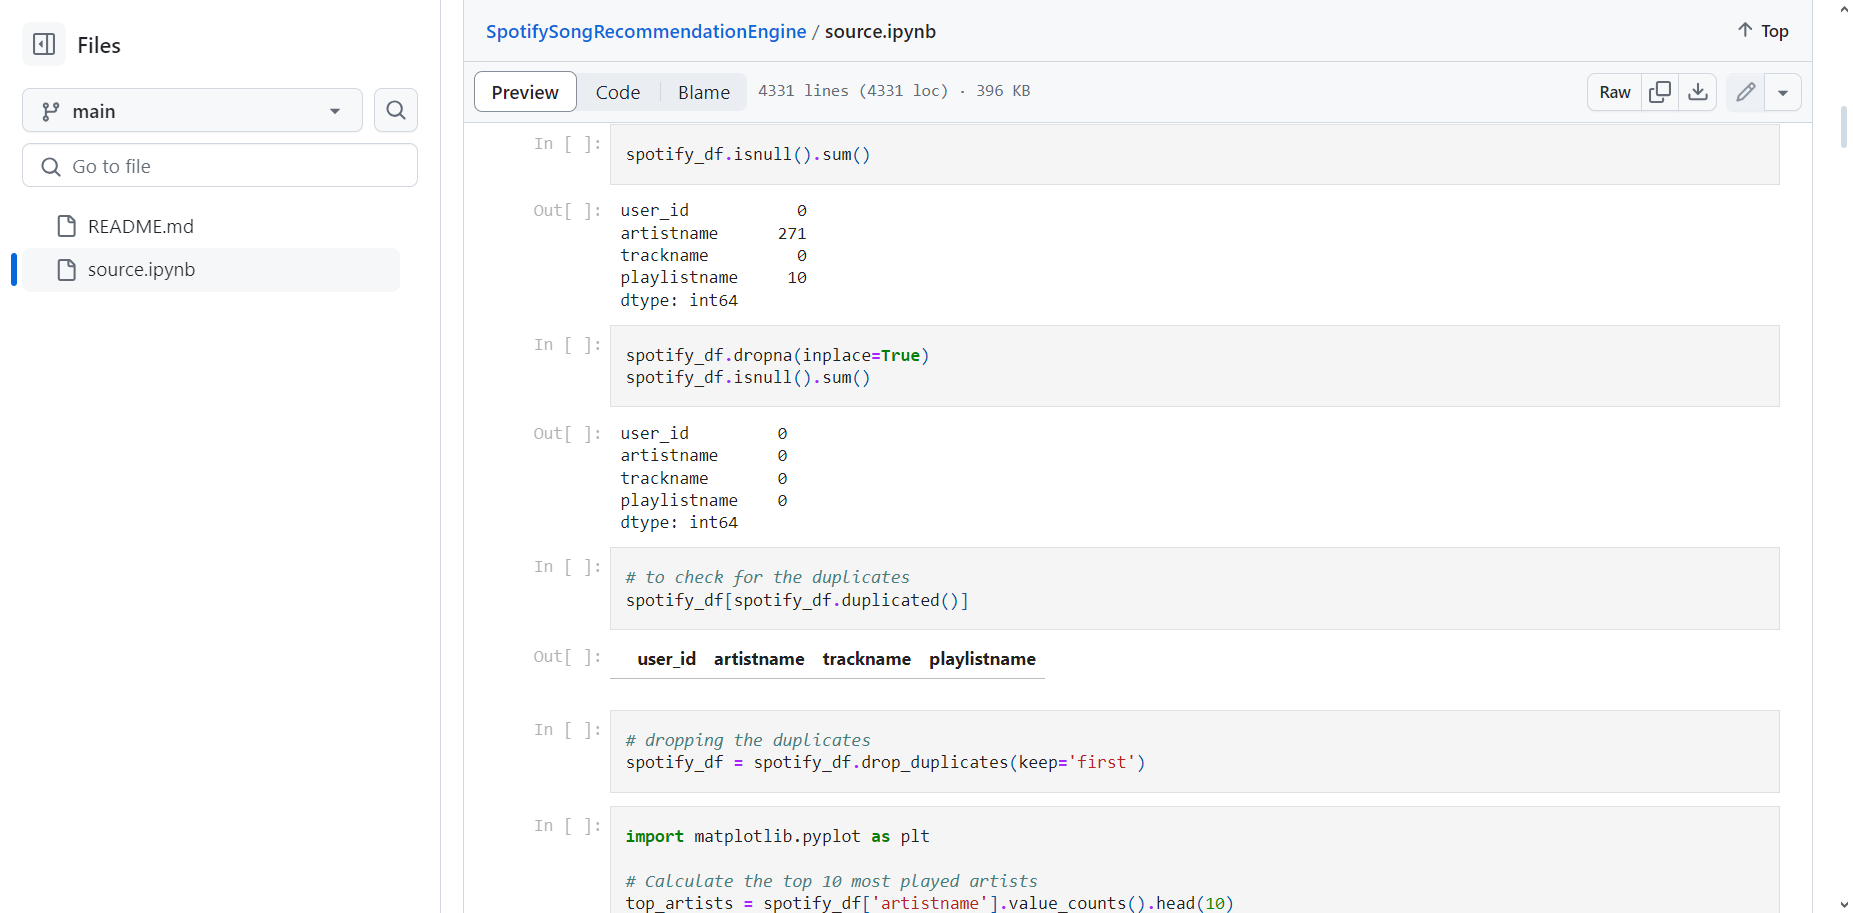 Files
main
Go to file
README.md
source.ipynb
SpotifySongRecommendationEngine / source.ipynb
Top
Preview Code Blame 4331 lines (4331 loc) · 396 KB
Raw
In [ ]: spotify_df.isnull().sum()
Out[ ]: user_id 0
artistname 271
trackname 0
playlistname 10
dtype: int64
In [ ]: spotify_df.dropna(inplace=True)
spotify_df.isnull().sum()
Out[ ]: user_id 0
artistname 0
trackname 0
playlistname 0
dtype: int64
In [ ]: # to check for the duplicates
spotify_df[spotify_df.duplicated()]
Out[ ]: user_id artistname trackname playlistname
In [ ]: # dropping the duplicates
spotify_df = spotify_df.drop_duplicates(keep='first')
In [ ]: import matplotlib.pyplot as plt
# Calculate the top 10 most played artists
top_artists = spotify_df['artistname'].value_counts().head(10)